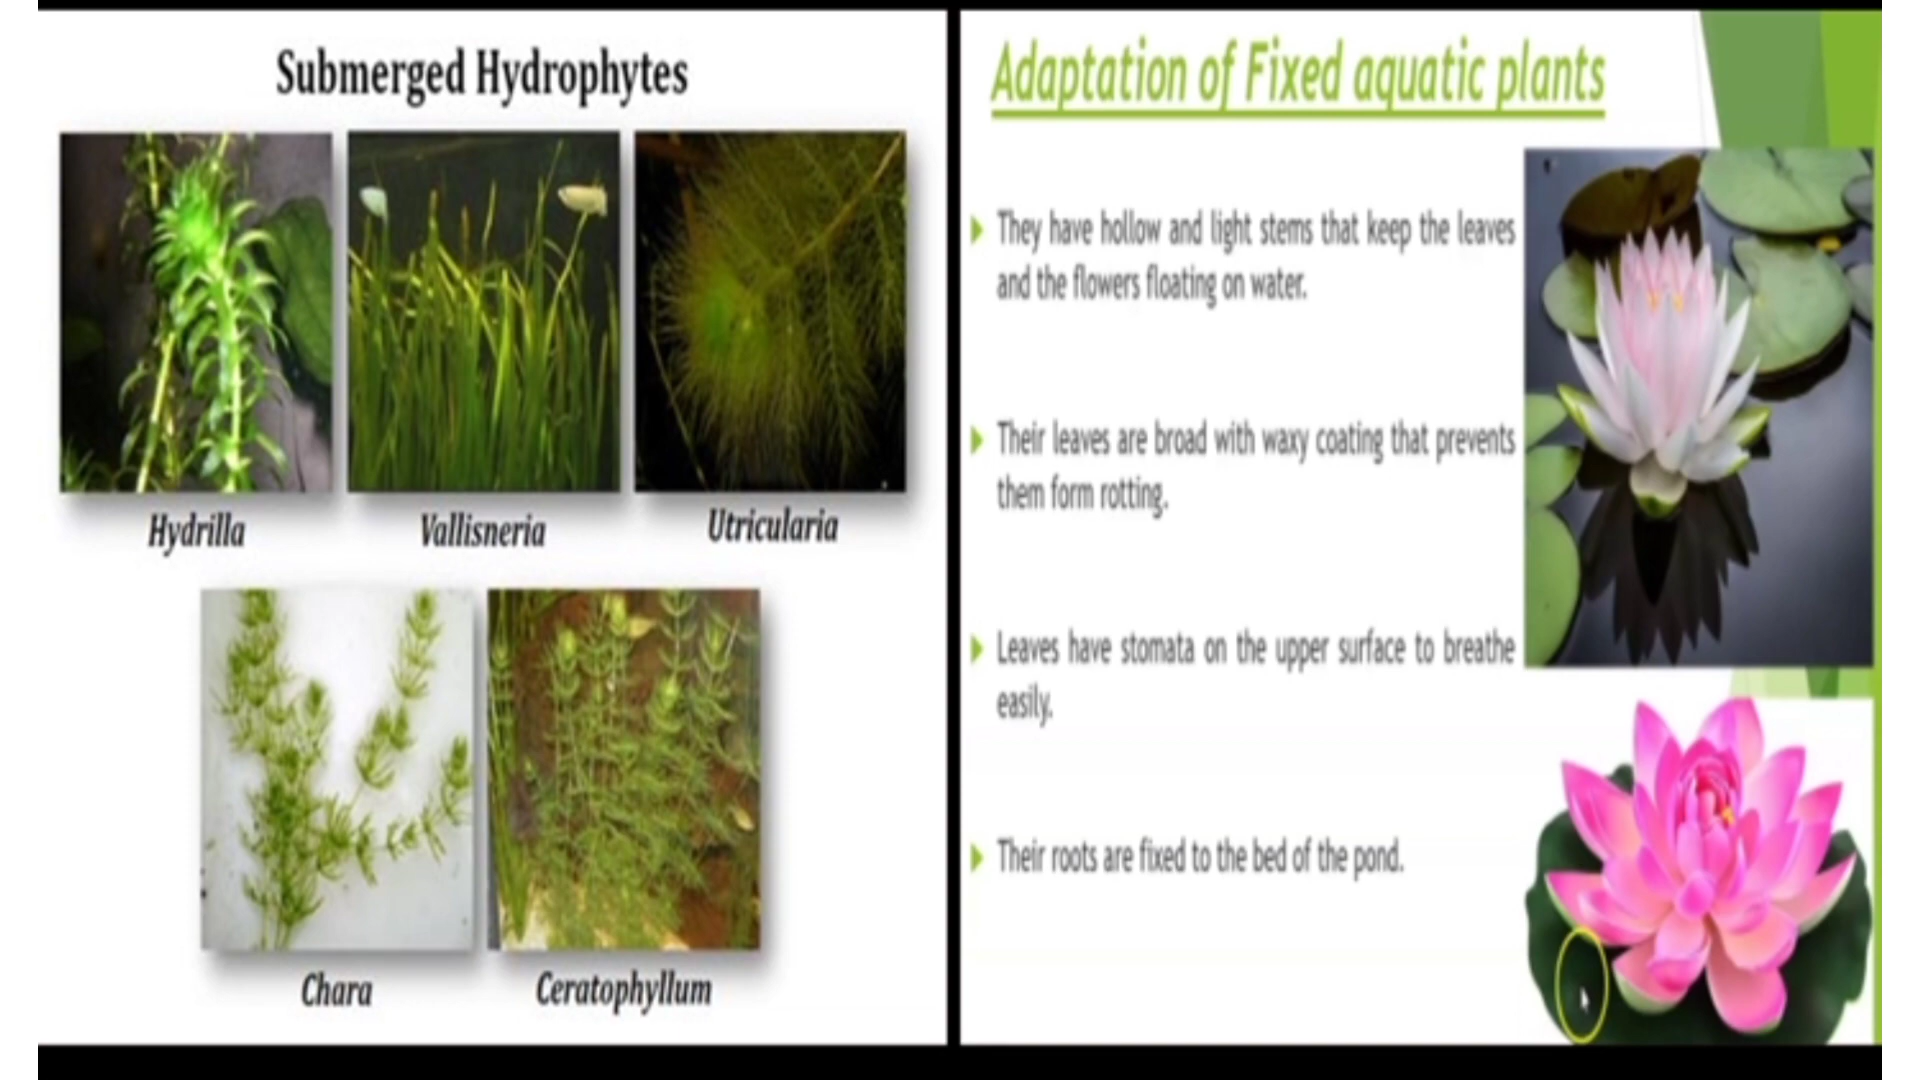 Submerged Hydrophytes
Hydrilla
Vallisneria
Utricularia
Chara
Ceratophyllum
Adaptation of Fixed aquatic plants
They have hollow and light stems that keep the leaves
and the flowers floating on water.
Their leaves are broad with waxy coating that prevents
them form rotting.
Leaves have stomata on the upper surface to breathe
easily.
Their roots are fixed to the bed of the pond.